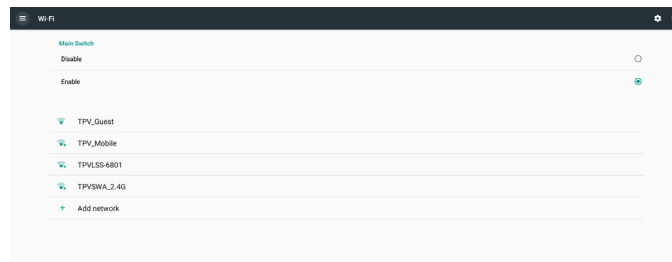 Wi-Fi
Main Switch
Disable
Enable
TPV_Guest
TPV_Mobile
TPVLSS-6801
TPVSWA_2.4G
+ Add network